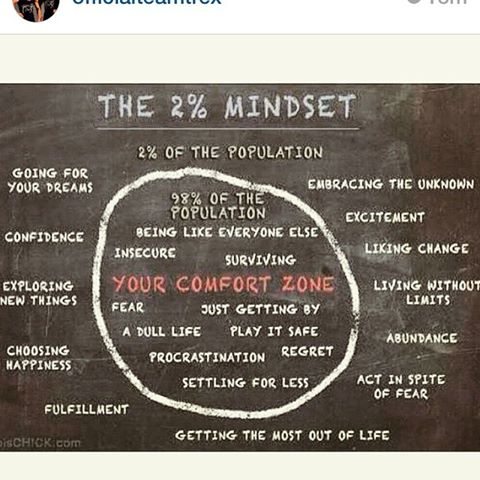 THE 2% MINDSET
2% OF THE POPULATION
GOING FOR
YOUR DREAMS
98% OF THE
POPULATION
EMBRACING THE UNKNOWN
EXCITEMENT
CONFIDENCE
BEING LIKE EVERYONE ELSE
INSECURE
SURVIVING
LIKING CHANGE
EXPLORING
NEW THINGS
YOUR COMFORT ZONE
LIVING WITHOUT
LIMITS
FEAR
JUST GETTING BY
A DULL LIFE
PLAY IT SAFE
ABUNDANCE
CHOOSING
HAPPINESS
PROCRASTINATION
REGRET
SETTLING FOR LESS
ACT IN SPITE
OF FEAR
FULFILLMENT
GETTING THE MOST OUT OF LIFE